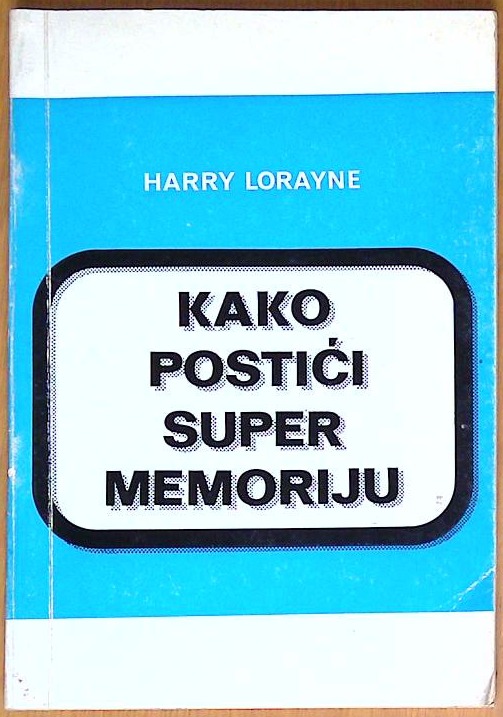 HARRY LORAYNE
KAKO
POSTIĆI
SUPER
MEMORIJU